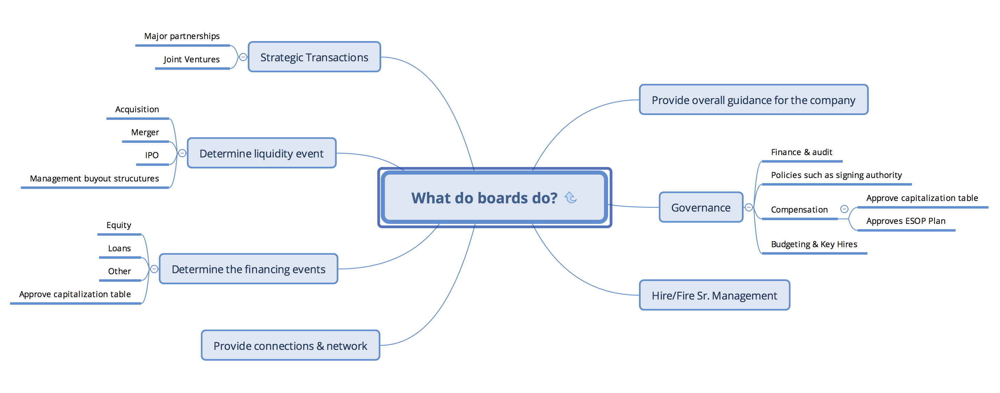 What do boards do?
Provide overall guidance for the company
Governance
Finance & audit
Policies such as signing authority
Compensation
Approve capitalization table
Approves ESOP Plan
Budgeting & Key Hires
Hire/Fire Sr. Management
Strategic Transactions
Major partnerships
Joint Ventures
Determine liquidity event
Acquisition
Merger
IPO
Management buyout strucutures
Determine the financing events
Equity
Loans
Other
Approve capitalization table
Provide connections & network